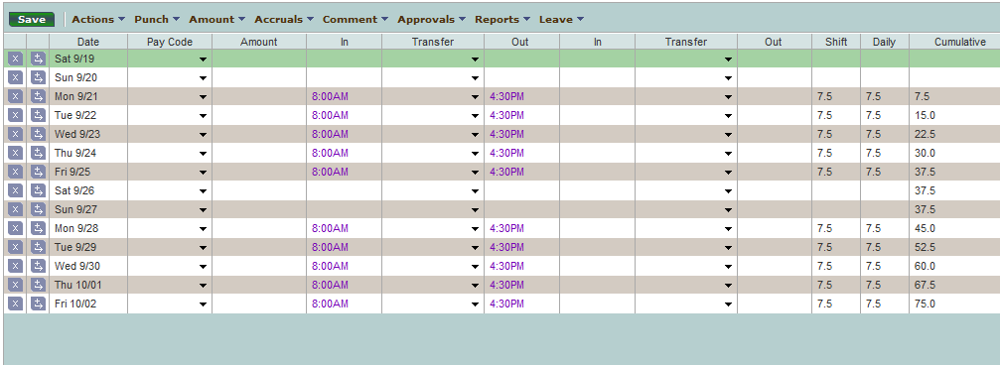 Save Actions Punch Amount Accruals Comment Approvals Reports Leave
Date Pay Code Amount In Transfer Out In Transfer Out Shift Daily Cumulative
X Sat 9/19
X Sun 9/20
X Mon 9/21 8:00AM 4:30PM 7.5 7.5 7.5
X Tue 9/22 8:00AM 4:30PM 7.5 7.5 15.0
X Wed 9/23 8:00AM 4:30PM 7.5 7.5 22.5
X Thu 9/24 8:00AM 4:30PM 7.5 7.5 30.0
X Fri 9/25 8:00AM 4:30PM 7.5 7.5 37.5
X Sat 9/26 37.5
X Sun 9/27 37.5
X Mon 9/28 8:00AM 4:30PM 7.5 7.5 45.0
X Tue 9/29 8:00AM 4:30PM 7.5 7.5 52.5
X Wed 9/30 8:00AM 4:30PM 7.5 7.5 60.0
X Thu 10/01 8:00AM 4:30PM 7.5 7.5 67.5
X Fri 10/02 8:00AM 4:30PM 7.5 7.5 75.0